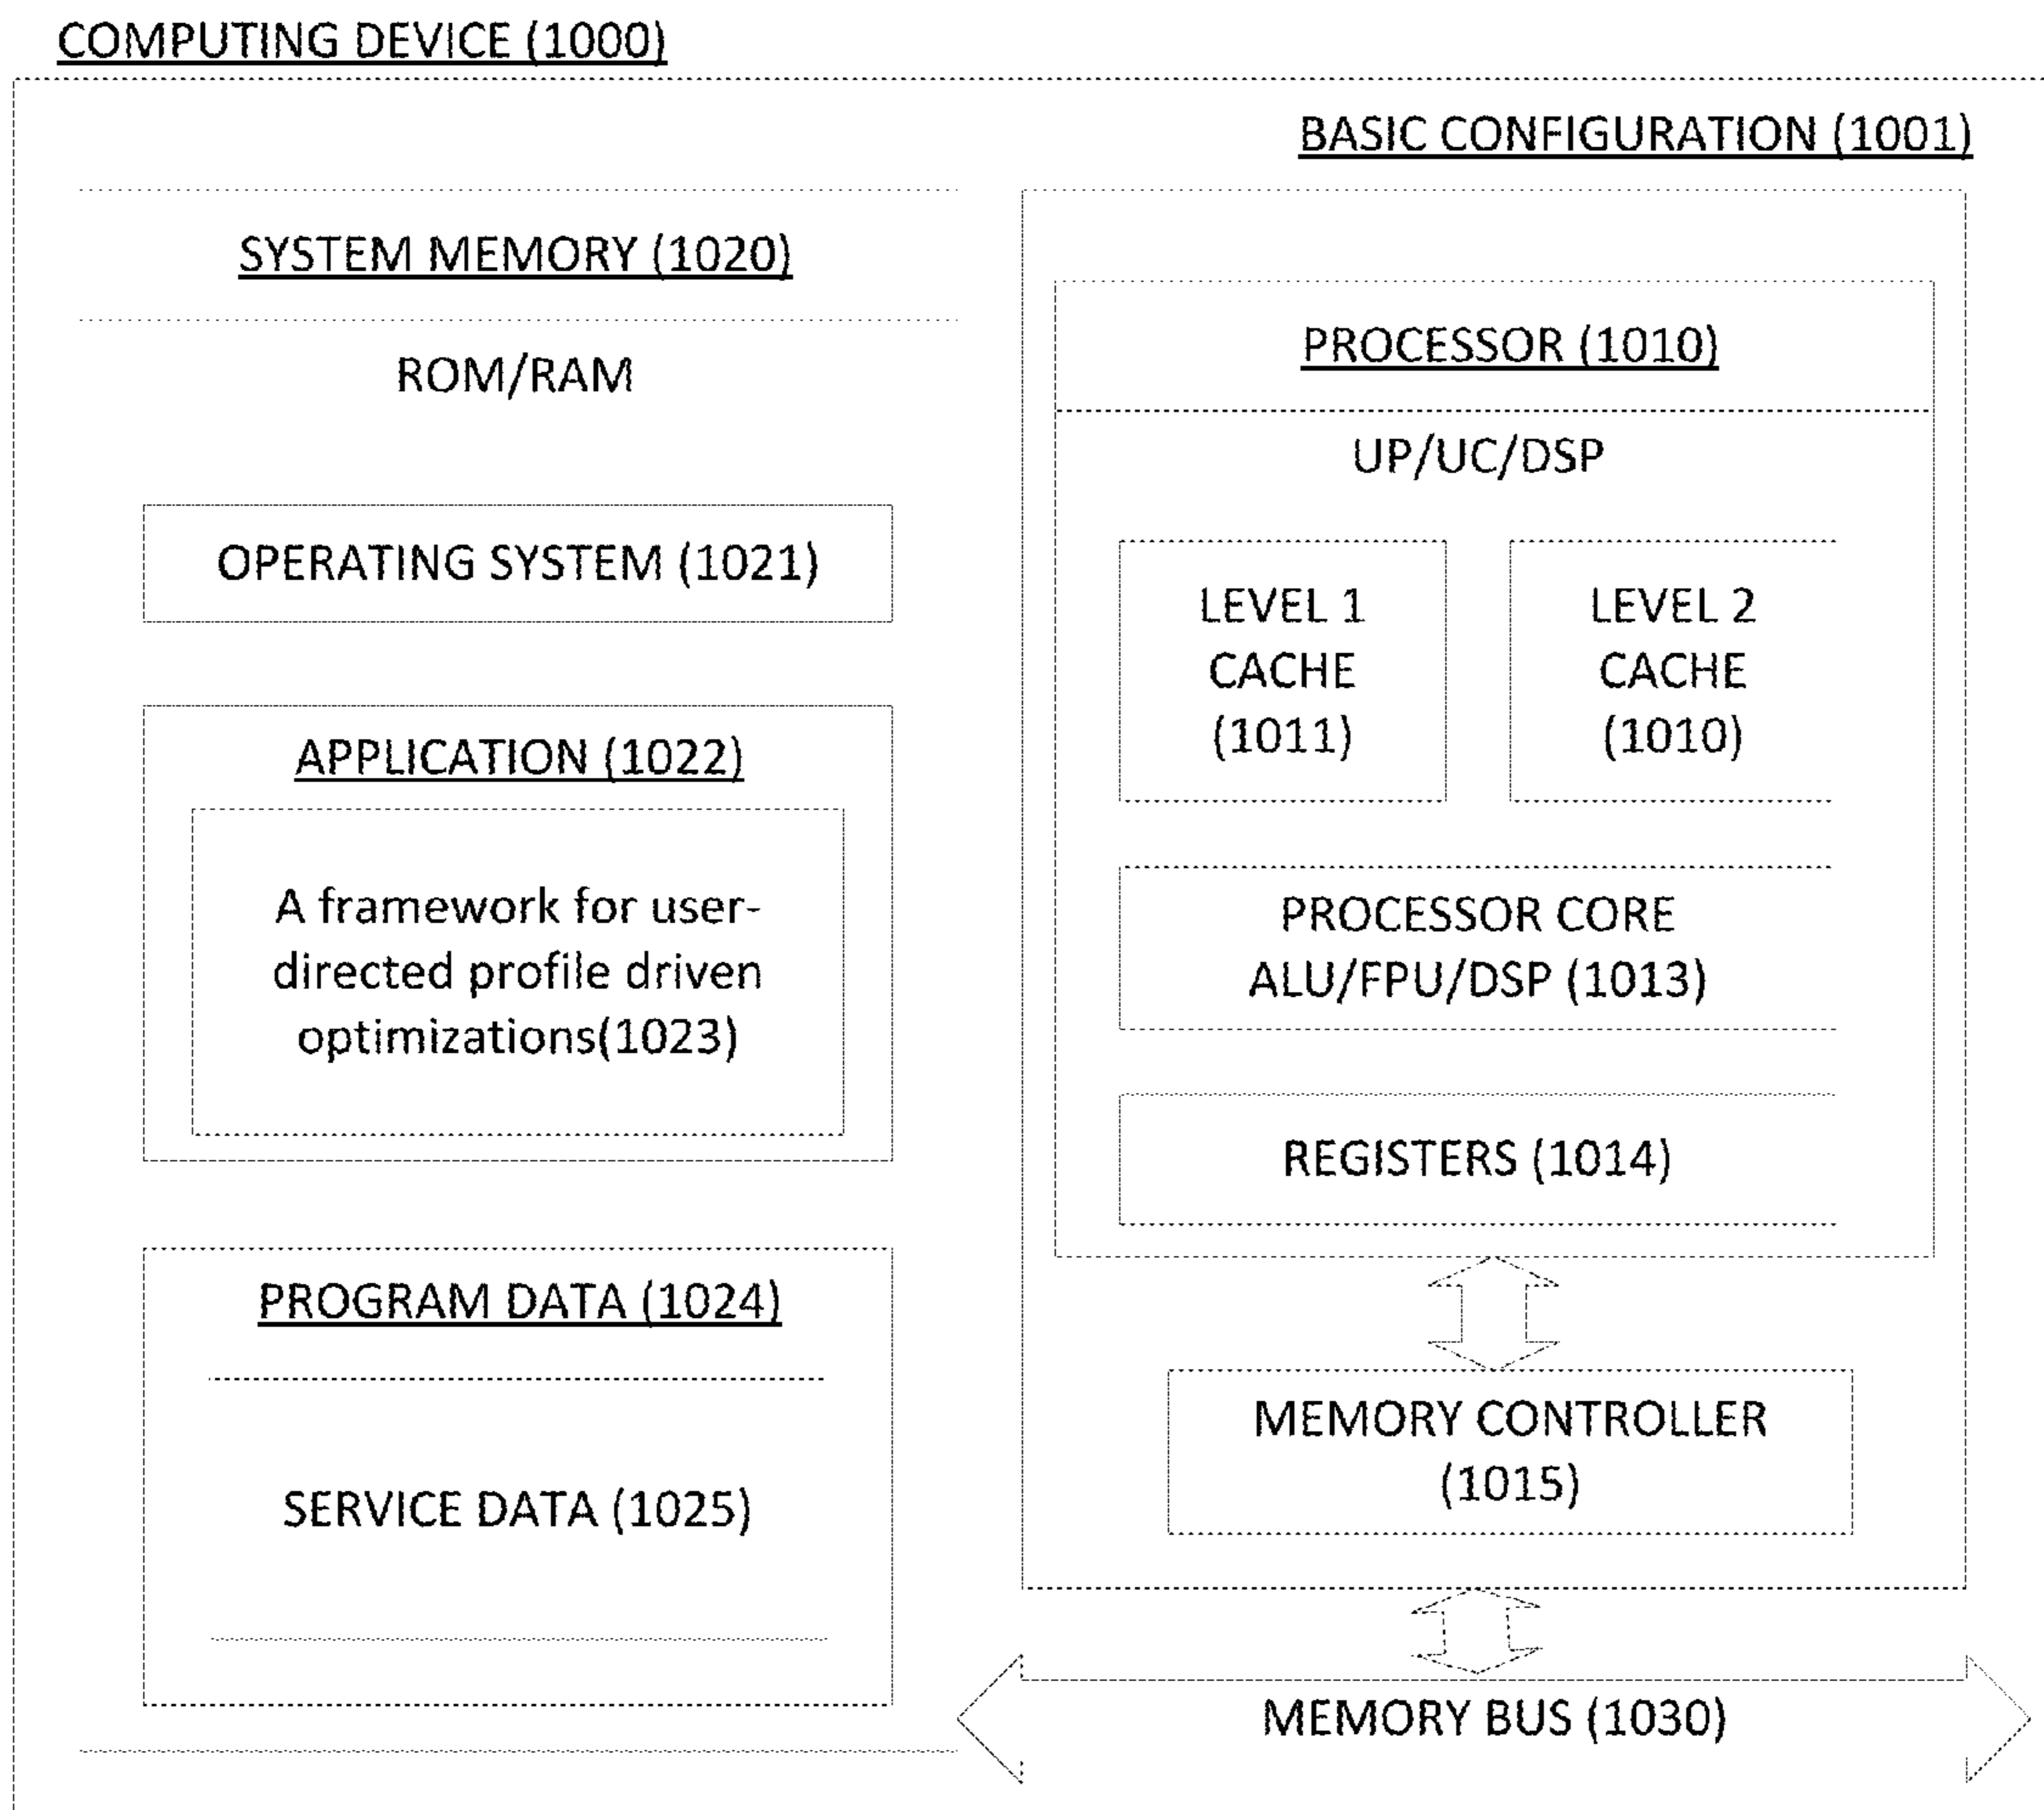 COMPUTING DEVICE (1000)
BASIC CONFIGURATION (1001)
SYSTEM MEMORY (1020)
ROM/RAM
OPERATING SYSTEM (1021)
APPLICATION (1022)
A framework for user-
directed profile driven
optimizations(1023)
PROGRAM DATA (1024)
SERVICE DATA (1025)
PROCESSOR (1010)
UP/UC/DSP
LEVEL 1
CACHE
(1011)
LEVEL 2
CACHE
(1010)
PROCESSOR CORE
ALU/FPU/DSP (1013)
REGISTERS (1014)
MEMORY CONTROLLER
(1015)
MEMORY BUS (1030)